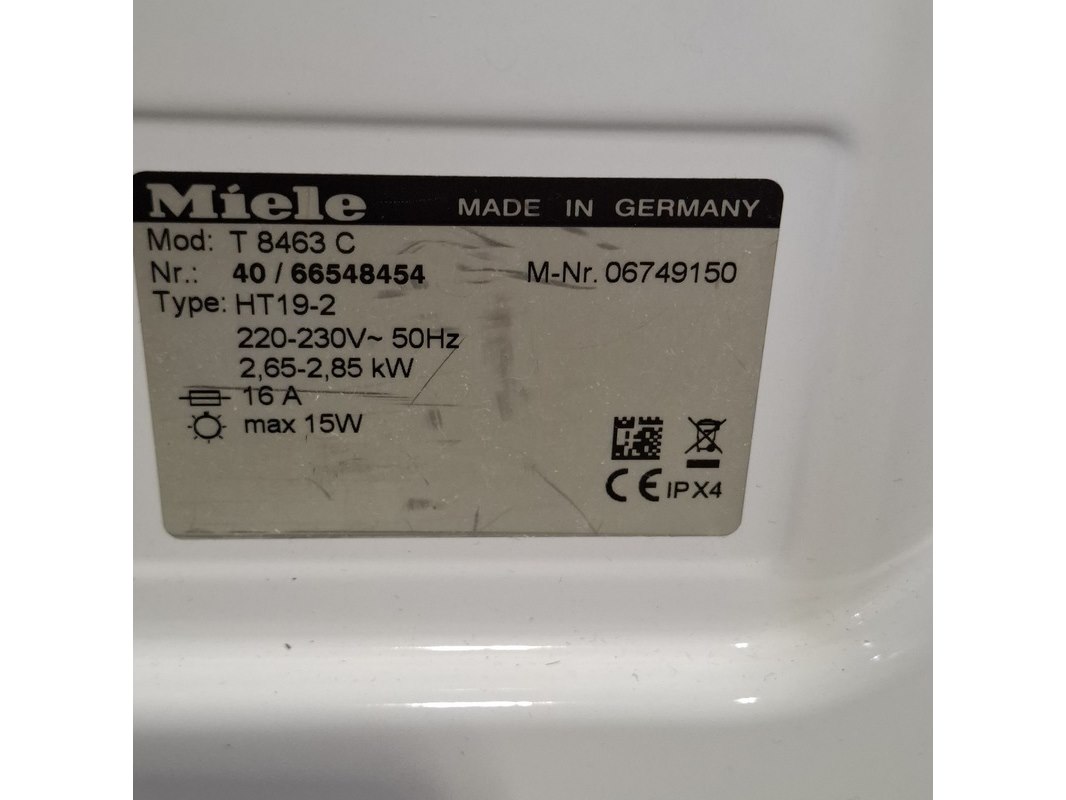 Miele MADE IN GERMANY
Mod: T 8463 C
Nr.: 40 / 66548454 M-Nr. 06749150
Type: HT19-2
220-230V~ 50Hz
2,65-2,85 kW
16 A
max 15W
CE IPX4